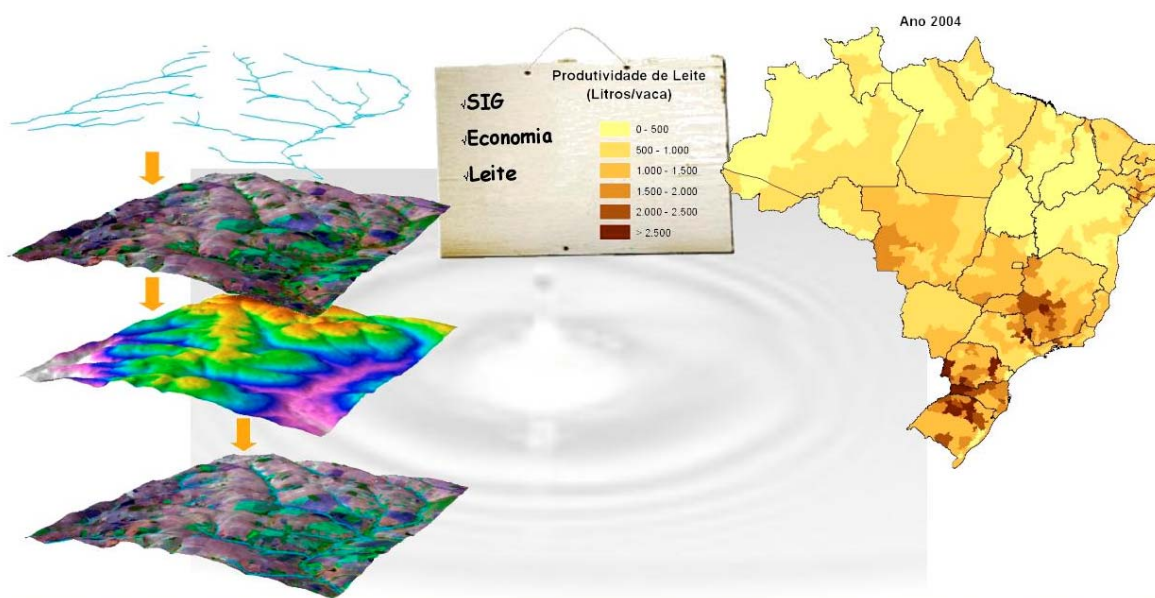 Ano 2004
Produtividade de Leite
(Litros/vaca)
√SIG
√Economia
√Leite
0 - 500
500 - 1.000
1.000 - 1,500
1.500 - 2.000
2.000 - 2.500
> 2.500